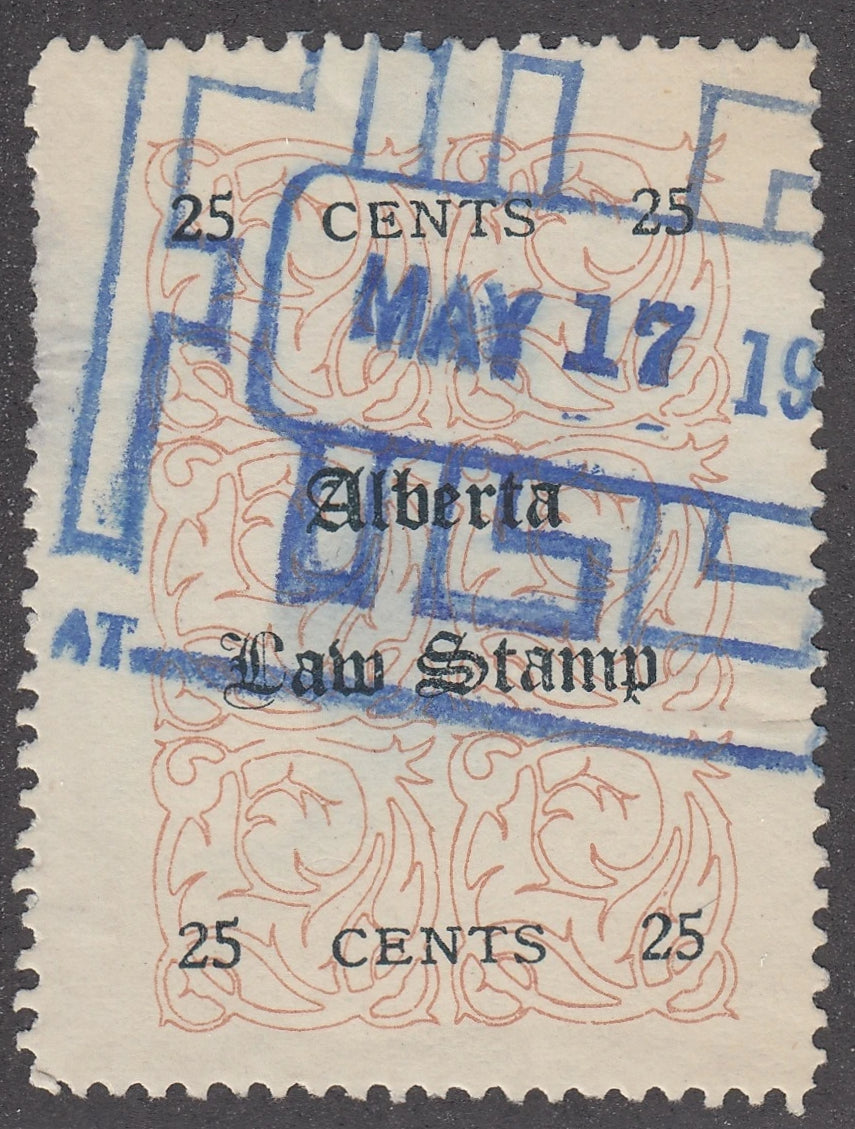 25 CENTS 25
MAY 17 19
Alberta
AT
Law Stamp
25 CENTS 25